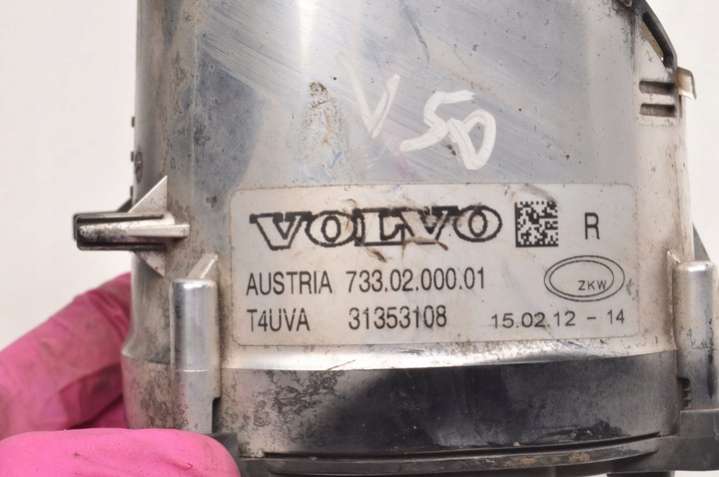 V50
VOLVO R
AUSTRIA 733.02.000.01
ZKW
T4UVA 31353108 15.02.12 - 14